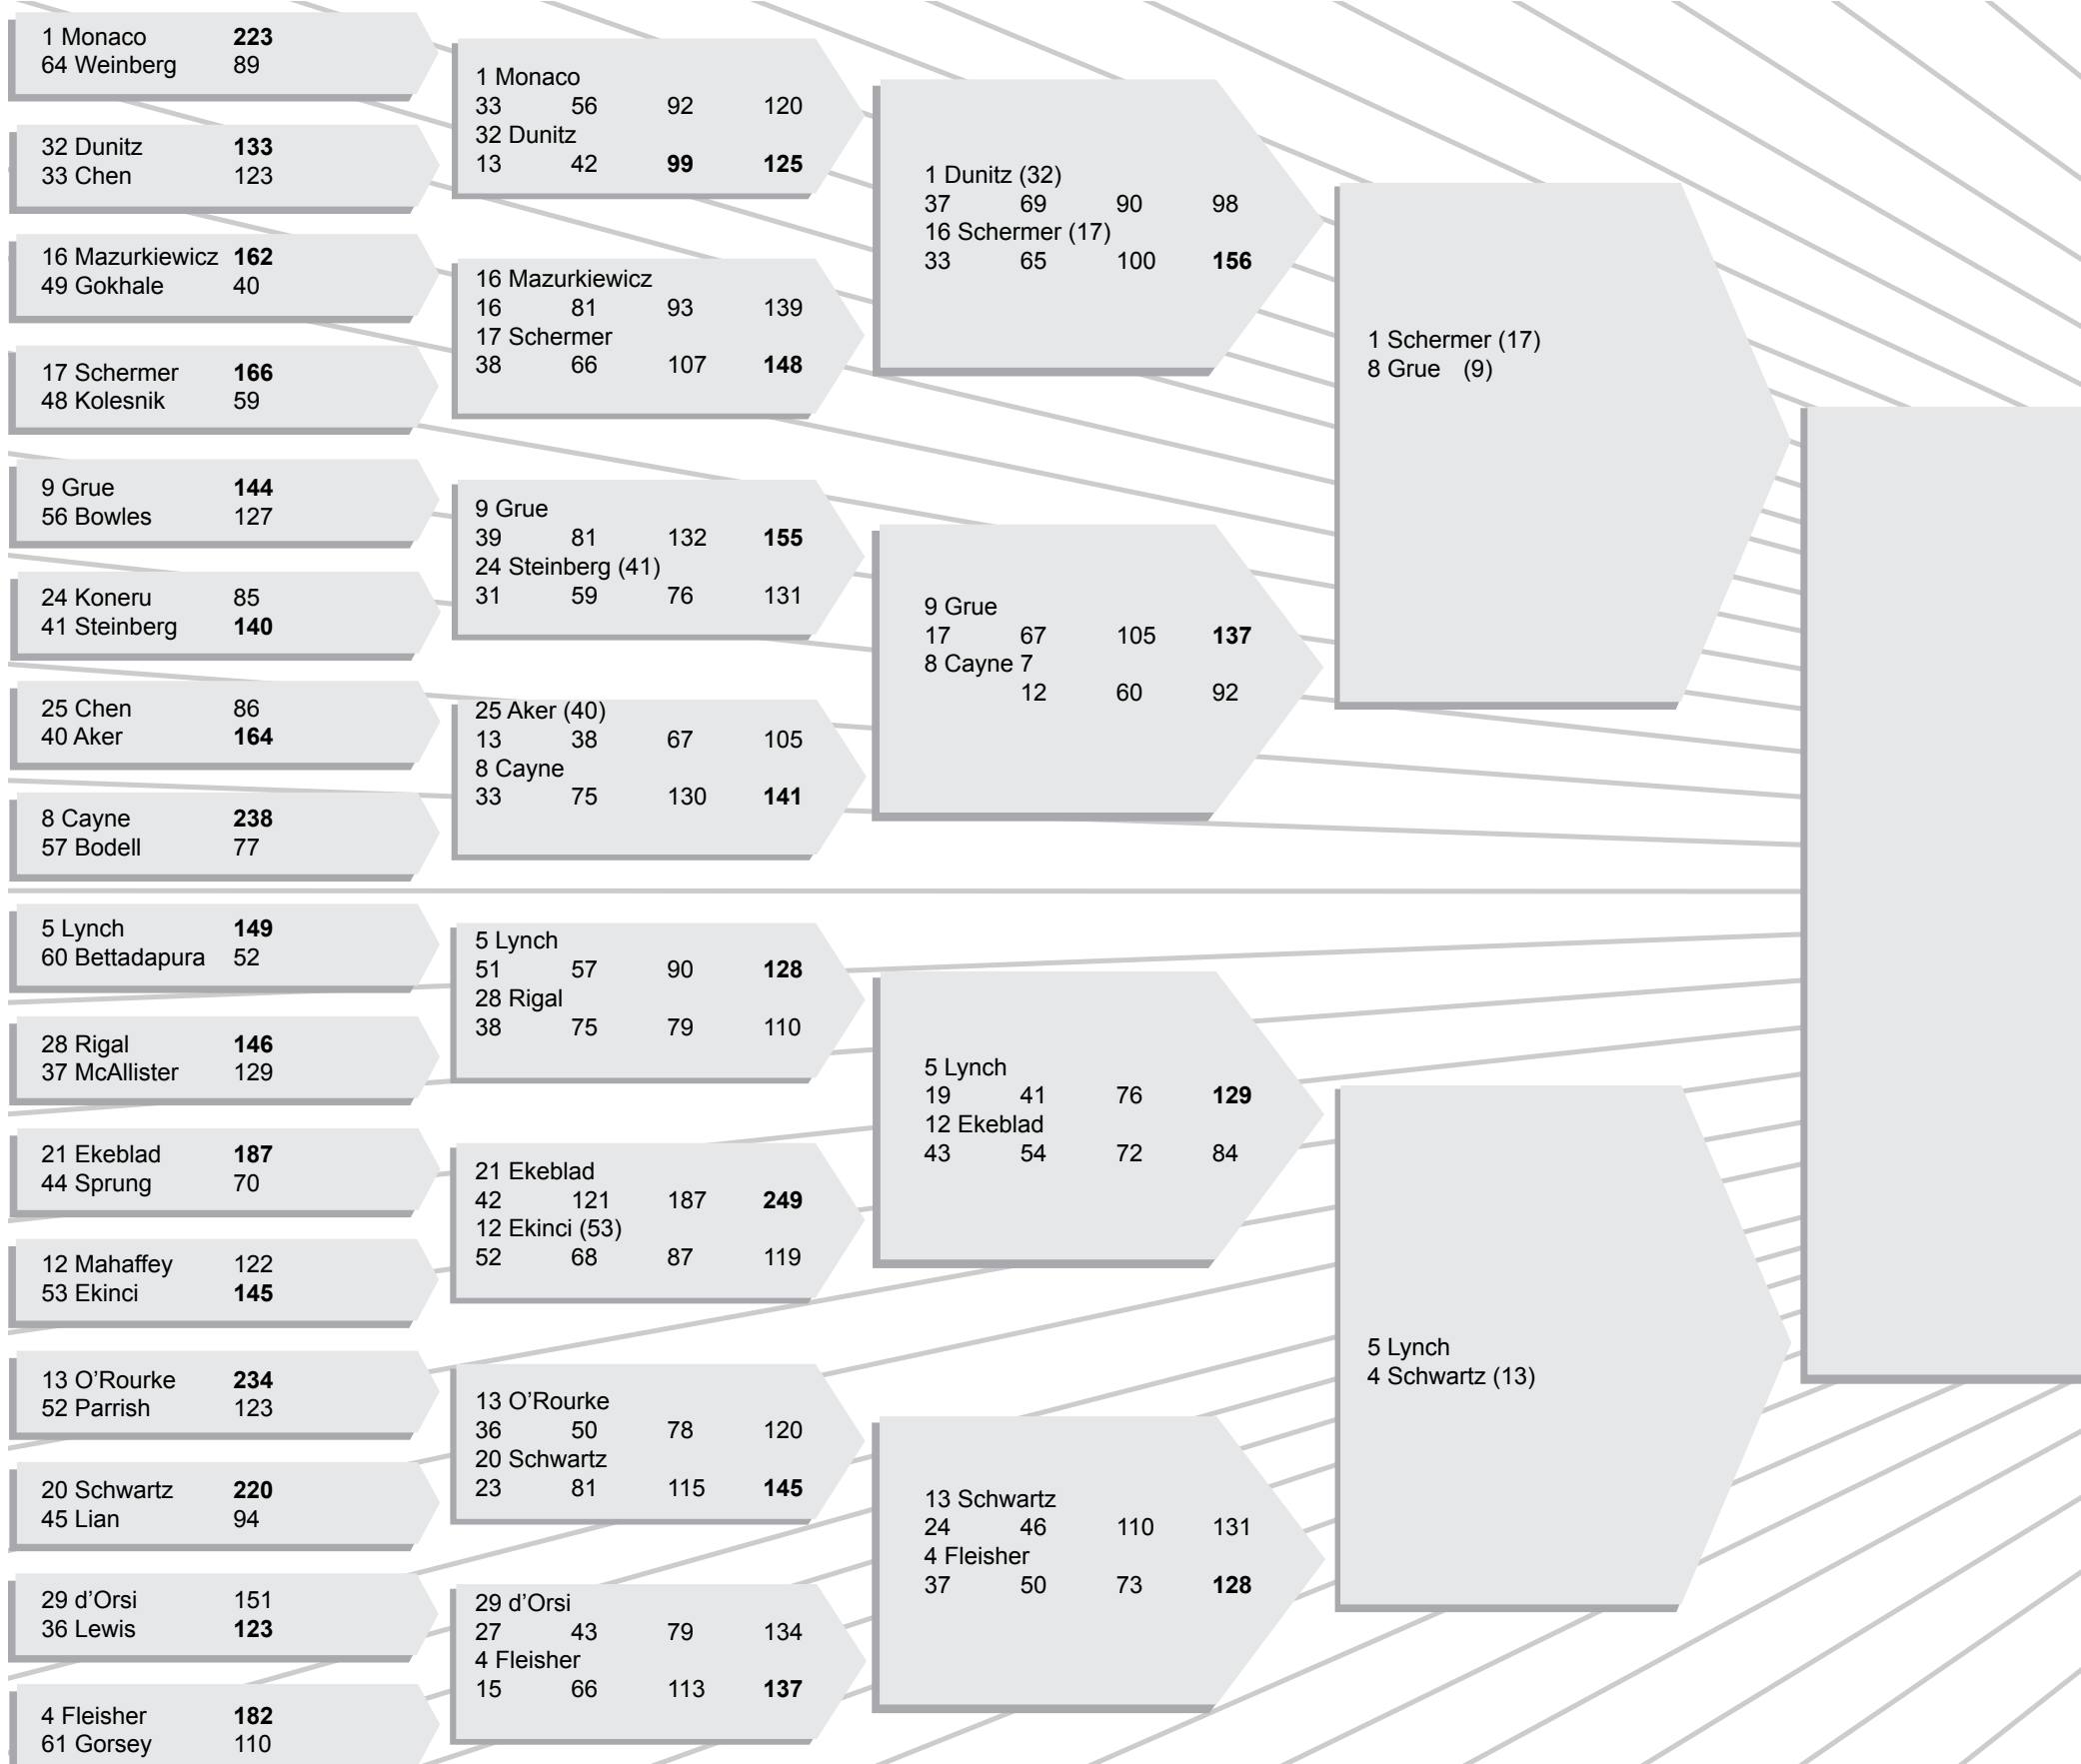 1 Monaco 223
64 Weinberg 89
32 Dunitz 133
33 Chen 123
16 Mazurkiewicz 162
49 Gokhale 40
17 Schermer 166
48 Kolesnik 59
9 Grue 144
56 Bowles 127
24 Koneru 85
41 Steinberg 140
25 Chen 86
40 Aker 164
8 Cayne 238
57 Bodell 77
5 Lynch 149
60 Bettadapura 52
28 Rigal 146
37 McAllister 129
21 Ekeblad 187
44 Sprung 70
12 Mahaffey 122
53 Ekinci 145
13 O’Rourke 234
52 Parrish 123
20 Schwartz 220
45 Lian 94
29 d’Orsi 151
36 Lewis 123
4 Fleisher 182
61 Gorsey 110
1 Monaco
33 56 92 120
32 Dunitz
13 42 99 125
16 Mazurkiewicz
16 81 93 139
17 Schermer
38 66 107 148
9 Grue
39 81 132 155
24 Steinberg (41)
31 59 76 131
25 Aker (40)
13 38 67 105
8 Cayne
33 75 130 141
5 Lynch
51 57 90 128
28 Rigal
38 75 79 110
21 Ekeblad
42 121 187 249
12 Ekinci (53)
52 68 87 119
13 O’Rourke
36 50 78 120
20 Schwartz
23 81 115 145
29 d’Orsi
27 43 79 134
4 Fleisher
15 66 113 137
1 Dunitz (32)
37 69 90 98
16 Schermer (17)
33 65 100 156
9 Grue
17 67 105 137
8 Cayne 7
12 60 92
5 Lynch
19 41 76 129
12 Ekeblad
43 54 72 84
13 Schwartz
24 46 110 131
4 Fleisher
37 50 73 128
1 Schermer (17)
8 Grue (9)
5 Lynch
4 Schwartz (13)